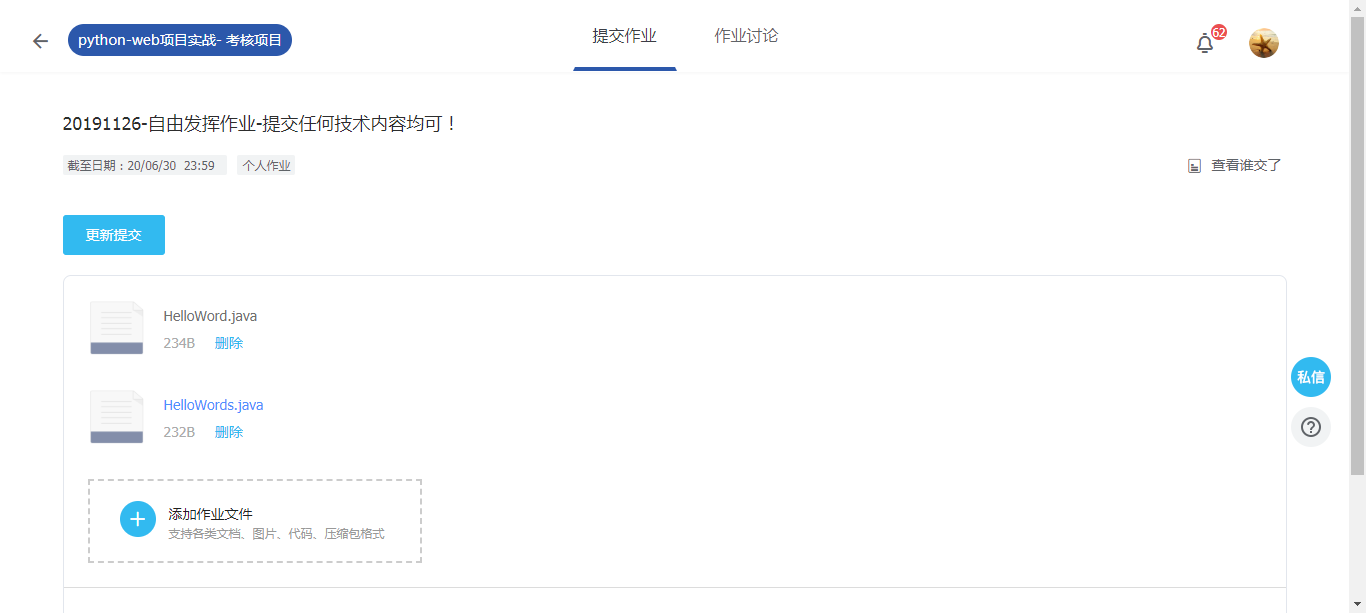 python-web项目实战- 考核项目
提交作业
作业讨论
62
20191126-自由发挥作业-提交任何技术内容均可！
截至日期：20/06/30 23:59
个人作业
查看谁交了
更新提交
HelloWord.java
234B 删除
HelloWords.java
232B 删除
私信
添加作业文件
支持各类文档、图片、代码、压缩包格式